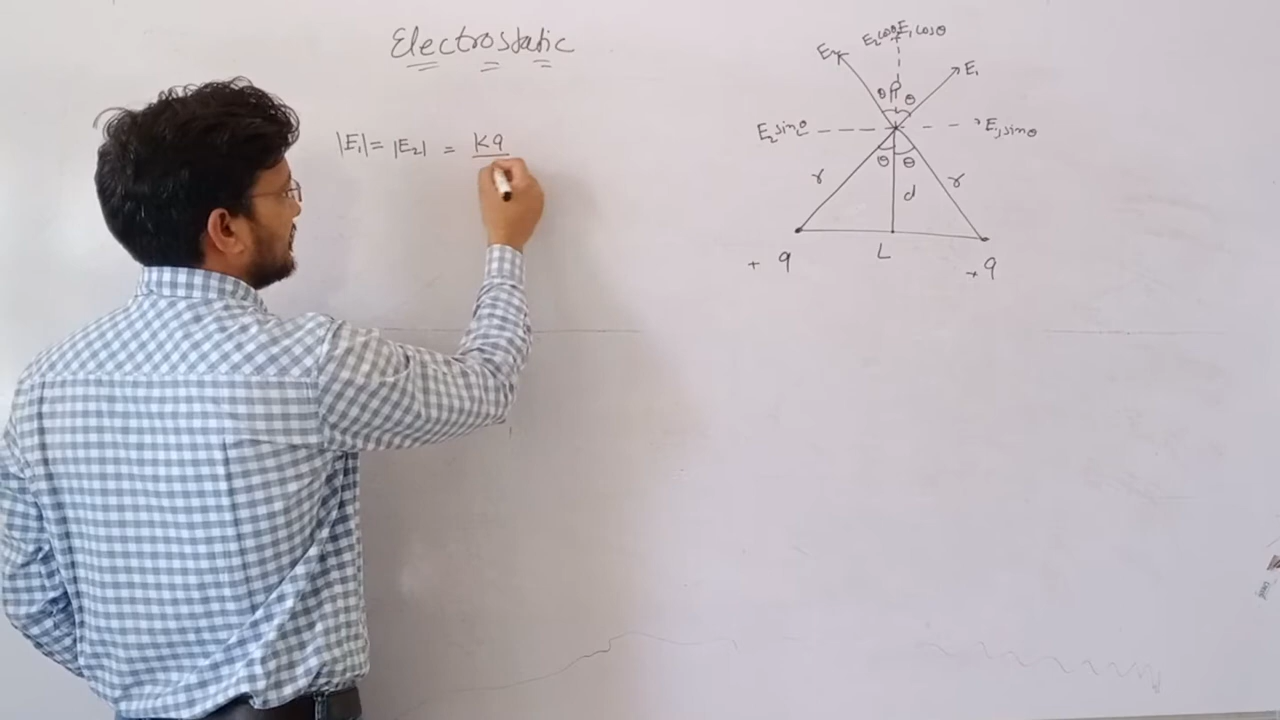 Electrostatic
|E₁| = |E₂| = Kq
E₂cosθ E₁cosθ
E₂ E₁
θ P θ
E₂sinθ E₁sinθ
θ θ
r d r
+ q L + q